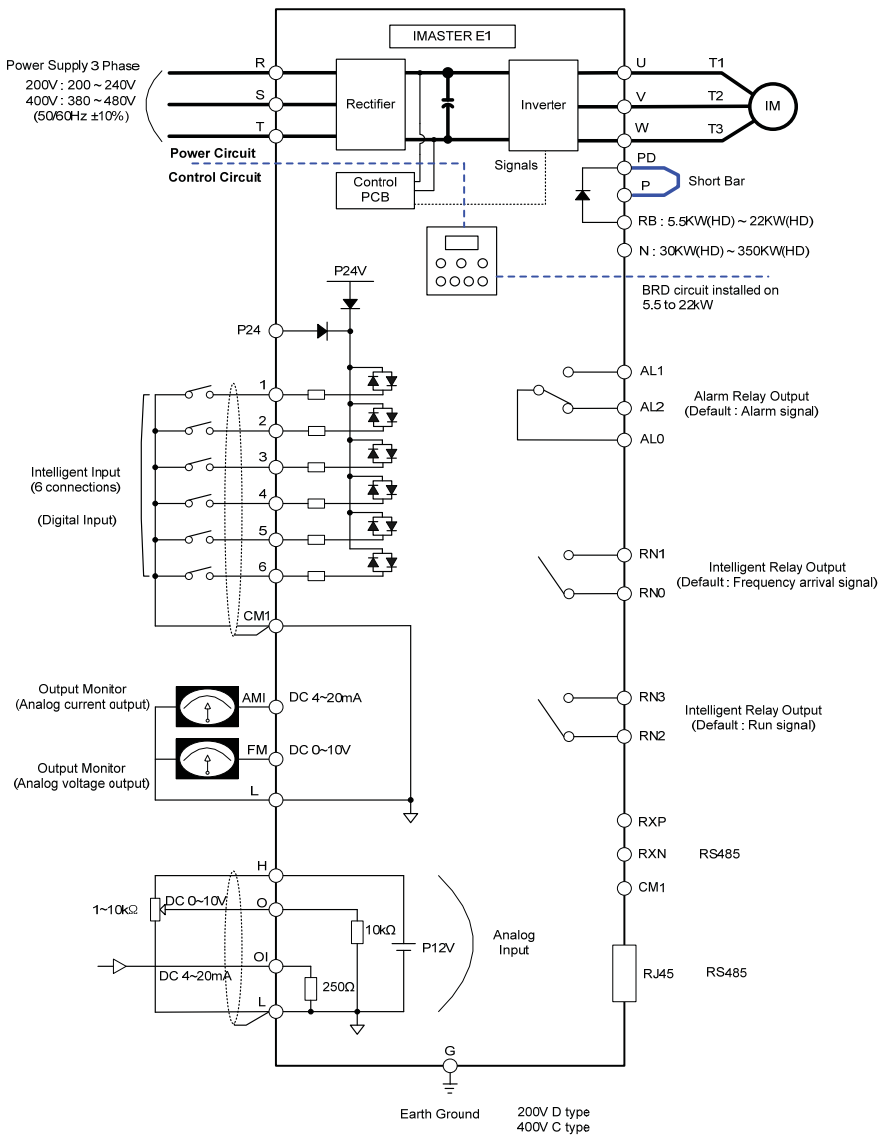 IMASTER E1
Power Supply 3 Phase
200V : 200 ~ 240V
400V : 380 ~ 480V
(50/60Hz ±10%)
R
S
T
Rectifier
Inverter
U
V
W
T1
T2
T3
IM
Power Circuit
Control Circuit
Control
PCB
Signals
PD
P
Short Bar
RB : 5.5KW(HD) ~ 22KW(HD)
N : 30KW(HD) ~ 350KW(HD)
BRD circuit installed on
5.5 to 22kW
P24V
P24
1
2
3
4
5
6
CM1
Intelligent Input
(6 connections)
(Digital Input)
AL1
AL2
AL0
Alarm Relay Output
(Default : Alarm signal)
RN1
RN0
Intelligent Relay Output
(Default : Frequency arrival signal)
Output Monitor
(Analog current output)
AMI
DC 4~20mA
FM
DC 0~10V
Output Monitor
(Analog voltage output)
L
RN3
RN2
Intelligent Relay Output
(Default : Run signal)
RXP
RXN
RS485
CM1
H
1~10kΩ
DC 0~10V
O
10kΩ
P12V
Analog
Input
OI
DC 4~20mA
250Ω
L
RJ45
RS485
G
Earth Ground
200V D type
400V C type